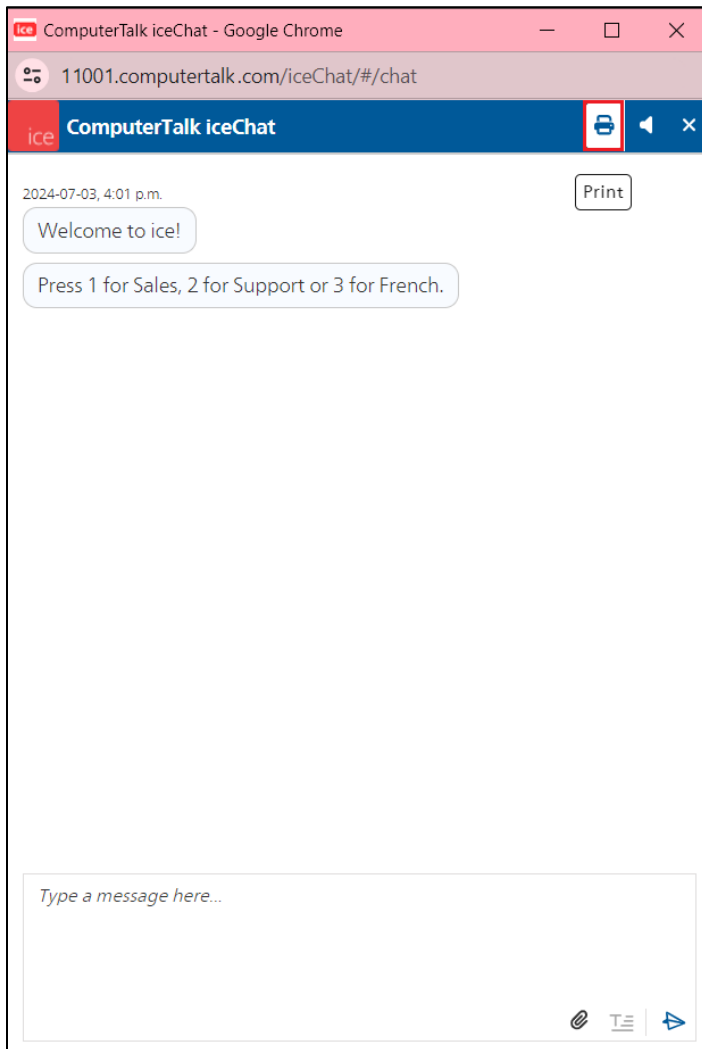 ice ComputerTalk iceChat - Google Chrome
11001.computertalk.com/iceChat/#/chat
ice ComputerTalk iceChat
Print
2024-07-03, 4:01 p.m.
Welcome to ice!
Press 1 for Sales, 2 for Support or 3 for French.
Type a message here...